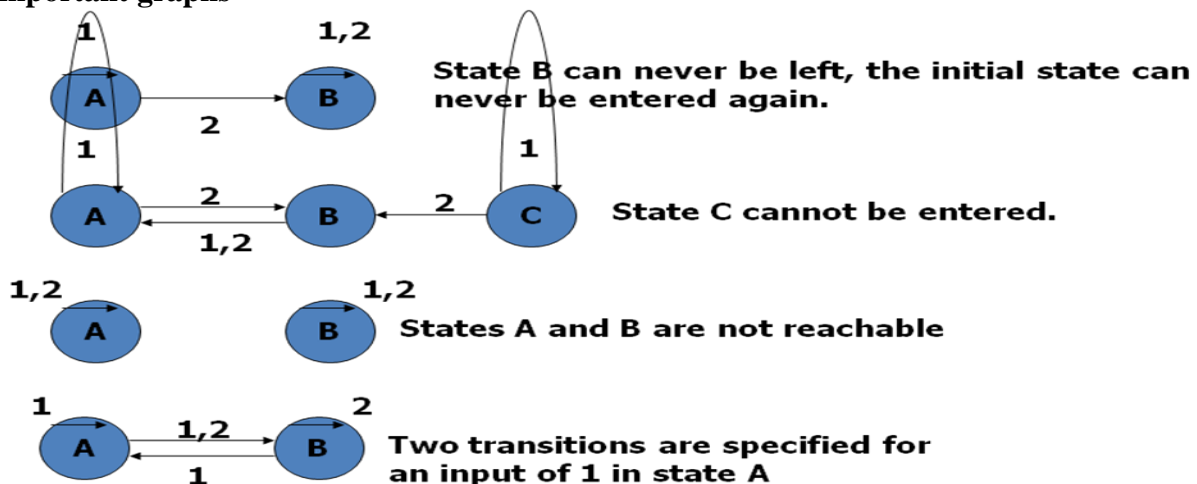 1
1,2
A
B
State B can never be left, the initial state can
never be entered again.
2
1
1
A
2
B
2
C
State C cannot be entered.
1,2
1,2
1,2
A
B
States A and B are not reachable
1
2
1,2
A
B
Two transitions are specified for
1
an input of 1 in state A